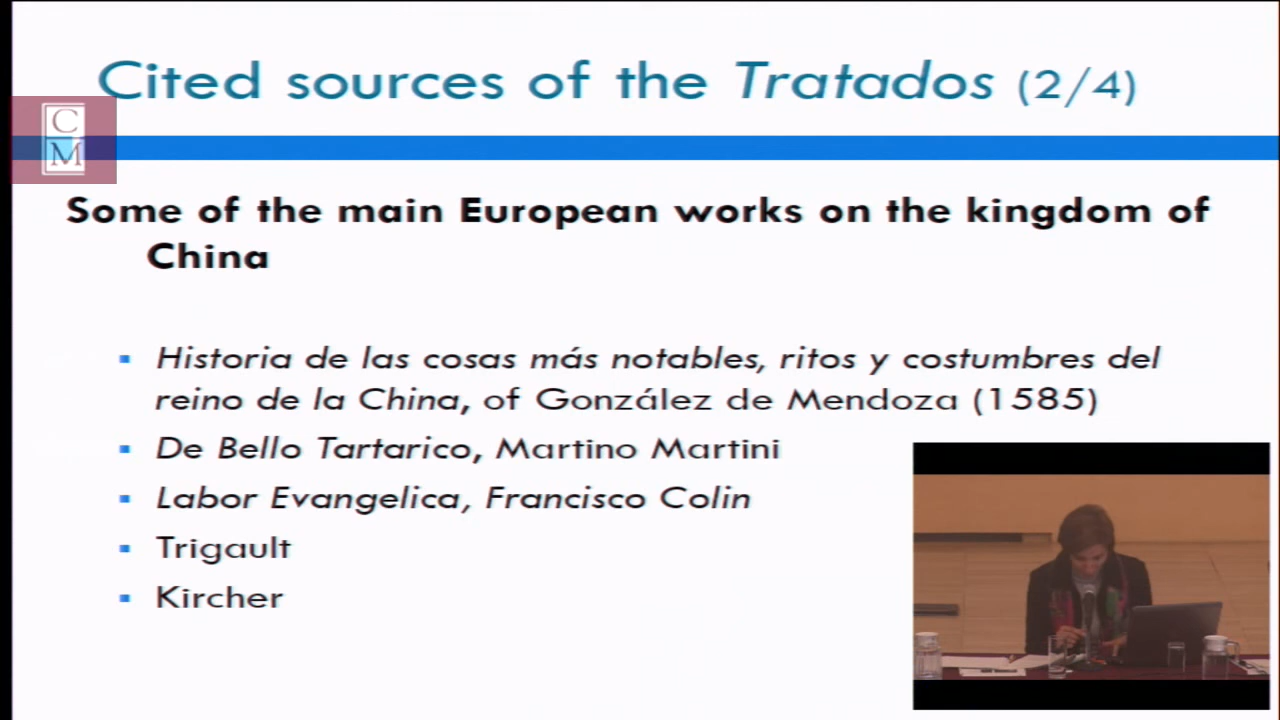 Cited sources of the Tratados (2/4)
C
M
Some of the main European works on the kingdom of
China
▪ Historia de las cosas más notables, ritos y costumbres del
reino de la China, of González de Mendoza (1585)
▪ De Bello Tartarico, Martino Martini
▪ Labor Evangelica, Francisco Colin
▪ Trigault
▪ Kircher